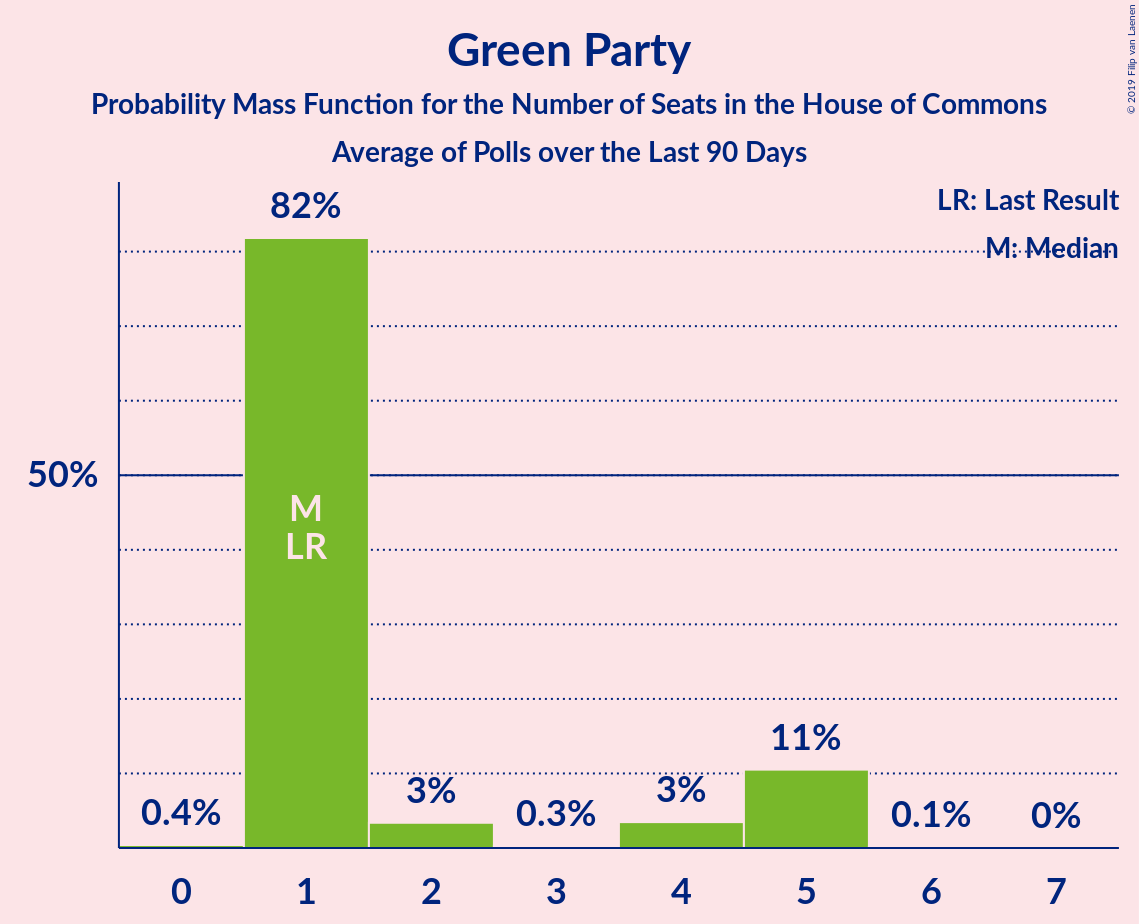 Green Party
Probability Mass Function for the Number of Seats in the House of Commons
Average of Polls over the Last 90 Days
© 2019 Filip van Laenen
LR: Last Result
M: Median
82%
50%
M
LR
0.4%
3%
0.3%
3%
11%
0.1%
0%
0 1 2 3 4 5 6 7